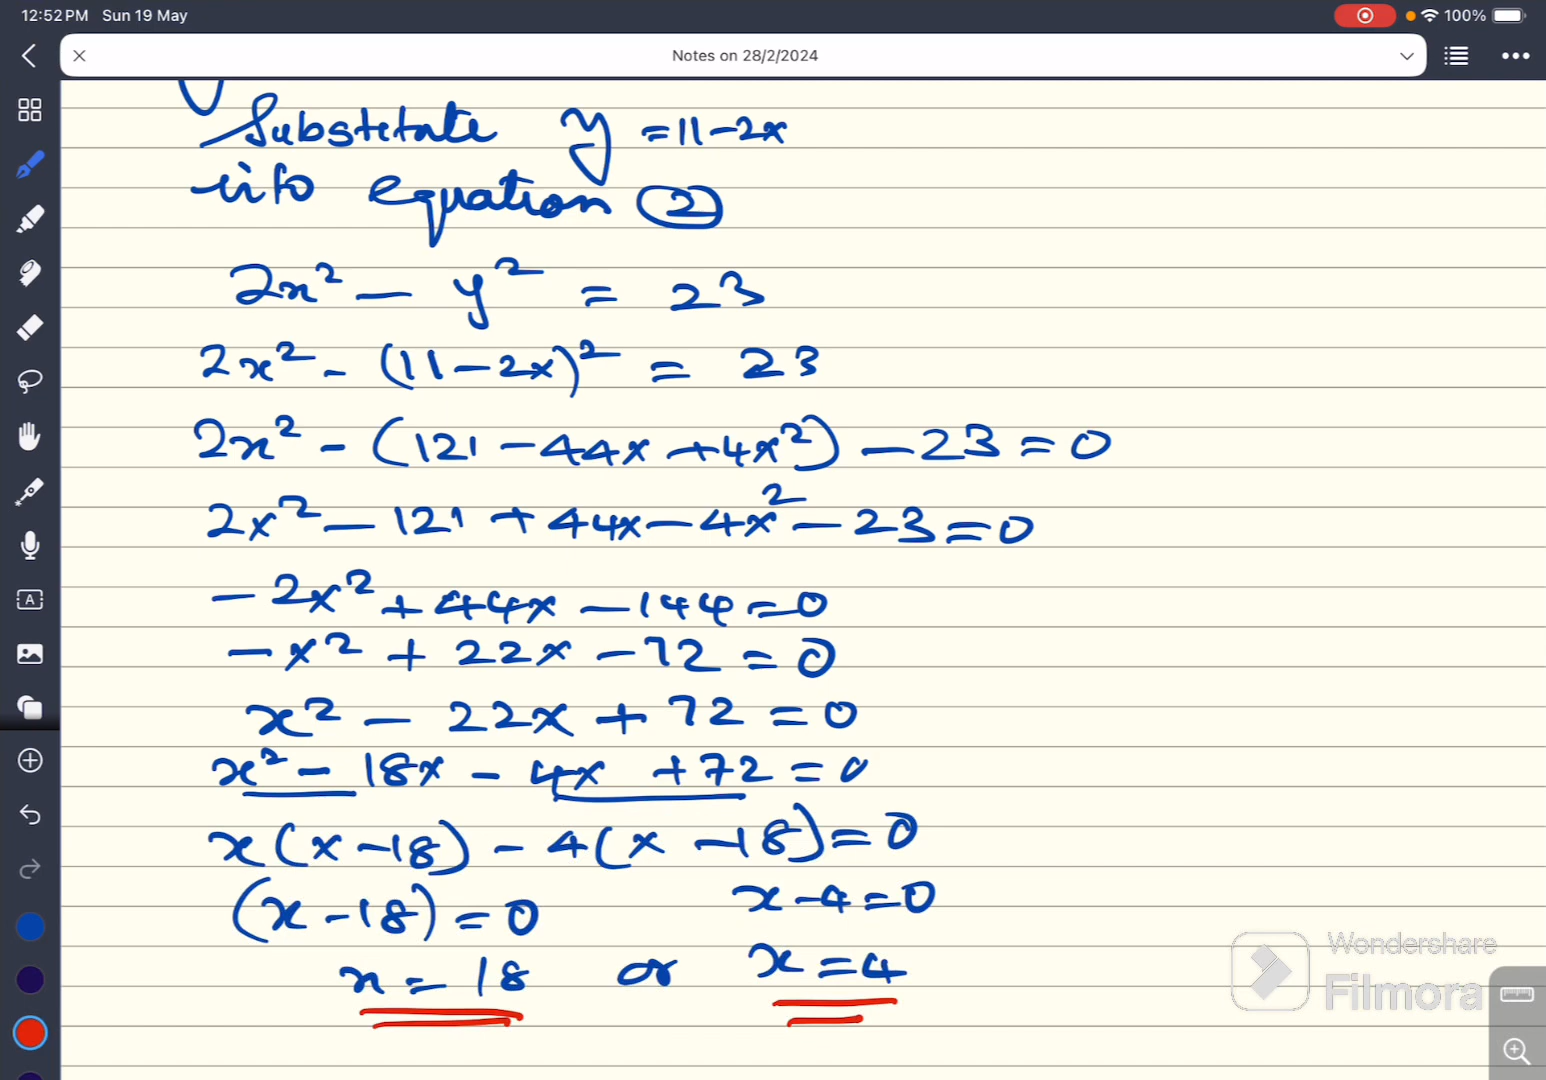 12:52 PM Sun 19 May
100%
Notes on 28/2/2024
Substitute y = 11 - 2x
into equation ②
2x² - y² = 23
2x² - (11 - 2x)² = 23
2x² - (121 - 44x + 4x²) - 23 = 0
2x² - 121 + 44x - 4x² - 23 = 0
- 2x² + 44x - 144 = 0
- x² + 22x - 72 = 0
x² - 22x + 72 = 0
x² - 18x - 4x + 72 = 0
x(x - 18) - 4(x - 18) = 0
(x - 18) = 0 x - 4 = 0
x = 18 or x = 4
Wondershare
Filmora